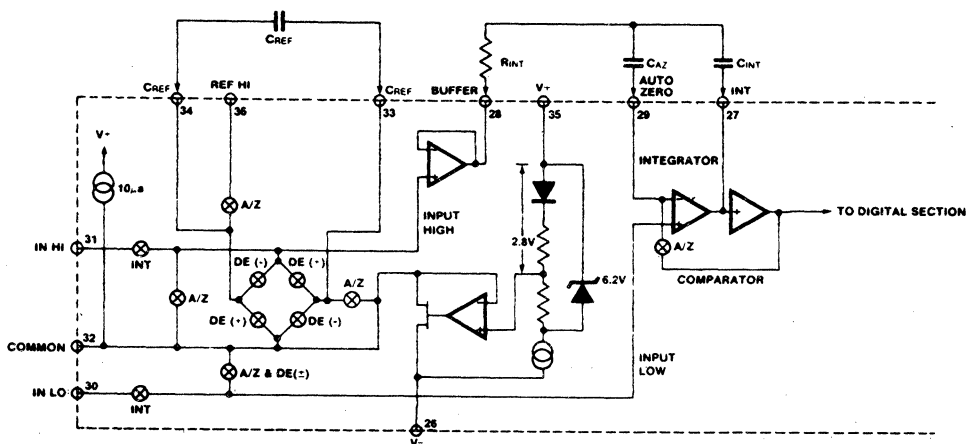 CREF
RINT
CAZ
CINT
CREF
REF HI
CREF
BUFFER
V+
AUTO
ZERO
INT
34
36
33
28
35
29
27
V+
10μa
A/Z
INTEGRATOR
IN HI
31
INT
INPUT
HIGH
2.8V
TO DIGITAL SECTION
DE (-)
DE (+)
A/Z
A/Z
6.2V
A/Z
COMPARATOR
DE (+)
DE (-)
COMMON
32
A/Z & DE(±)
INPUT
LOW
IN LO
30
INT
26
V-